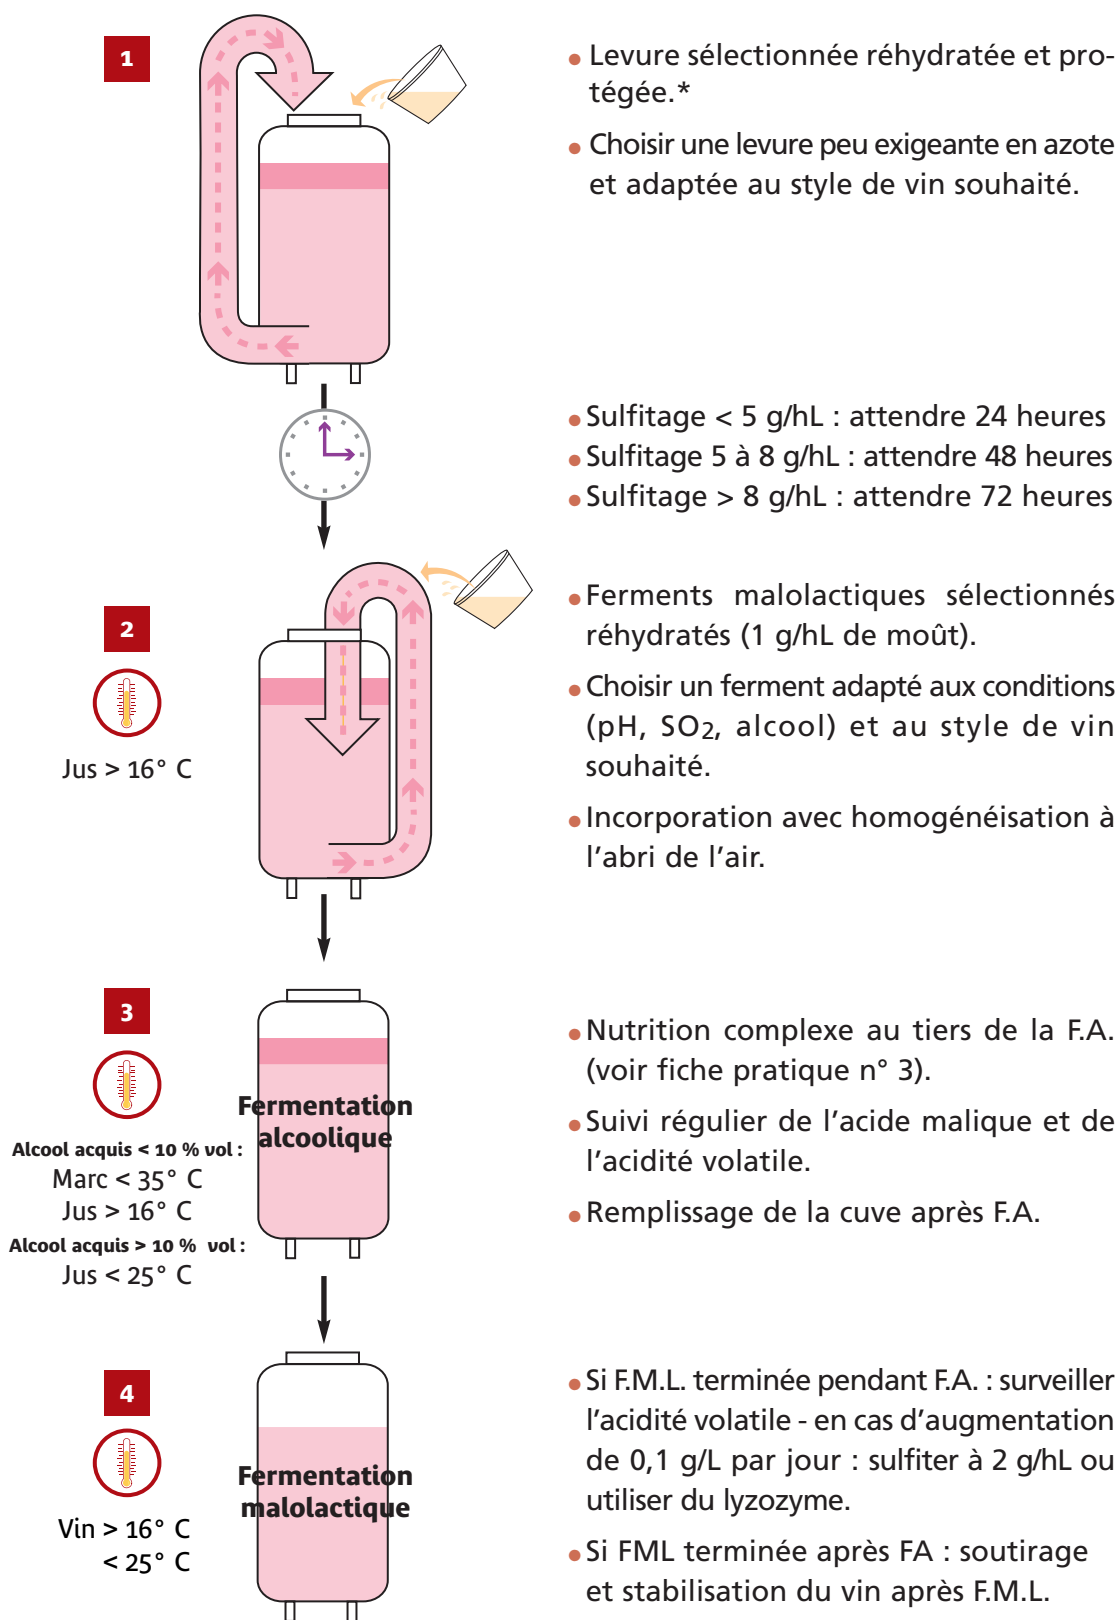 1
• Levure sélectionnée réhydratée et pro-
tégée.*
• Choisir une levure peu exigeante en azote
et adaptée au style de vin souhaité.
• Sulfitage < 5 g/hL : attendre 24 heures
• Sulfitage 5 à 8 g/hL : attendre 48 heures
• Sulfitage > 8 g/hL : attendre 72 heures
2
Jus > 16° C
• Ferments malolactiques sélectionnés
réhydratés (1 g/hL de moût).
• Choisir un ferment adapté aux conditions
(pH, SO2, alcool) et au style de vin
souhaité.
• Incorporation avec homogénéisation à
l’abri de l’air.
3
Alcool acquis < 10 % vol :
Marc < 35° C
Jus > 16° C
Alcool acquis > 10 % vol :
Jus < 25° C
Fermentation
alcoolique
• Nutrition complexe au tiers de la F.A.
(voir fiche pratique n° 3).
• Suivi régulier de l’acide malique et de
l’acidité volatile.
• Remplissage de la cuve après F.A.
4
Vin > 16° C
< 25° C
Fermentation
malolactique
• Si F.M.L. terminée pendant F.A. : surveiller
l’acidité volatile - en cas d’augmentation
de 0,1 g/L par jour : sulfiter à 2 g/hL ou
utiliser du lyzozyme.
• Si FML terminée après FA : soutirage
et stabilisation du vin après F.M.L.